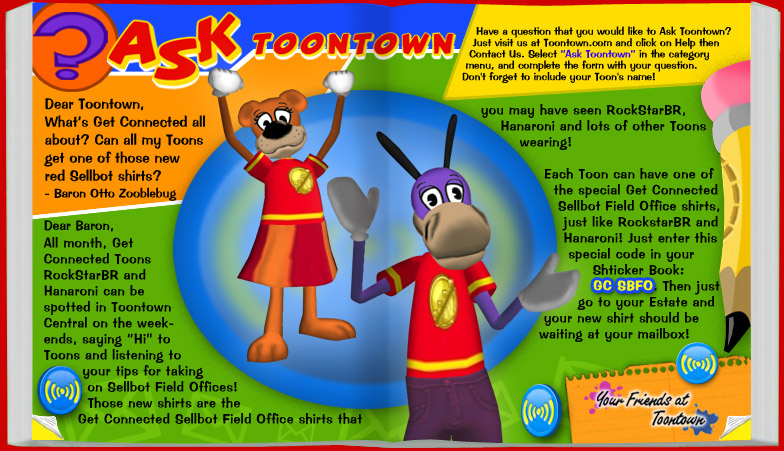 ?
ASK TOONTOWN
Have a question that you would like to Ask Toontown?
Just visit us at Toontown.com and click on Help then
Contact Us. Select "Ask Toontown" in the category
menu, and complete the form with your question.
Don't forget to include your Toon's name!
Dear Toontown,
What's Get Connected all
about? Can all my Toons
get one of those new
red Sellbot shirts?
- Baron Otto Zooblebug
Dear Baron,
All month, Get
Connected Toons
RockStarBR and
Hanaroni can be
spotted in Toontown
Central on the week-
ends, saying "Hi" to
Toons and listening to
your tips for taking
on Sellbot Field Offices!
Those new shirts are the
Get Connected Sellbot Field Office shirts that
you may have seen RockStarBR,
Hanaroni and lots of other Toons
wearing!
Each Toon can have one of
the special Get Connected
Sellbot Field Office shirts,
just like RockstarBR and
Hanaroni! Just enter this
special code in your
Shticker Book:
GC SBFO. Then just
go to your Estate and
your new shirt should be
waiting at your mailbox!
Your Friends at
Toontown